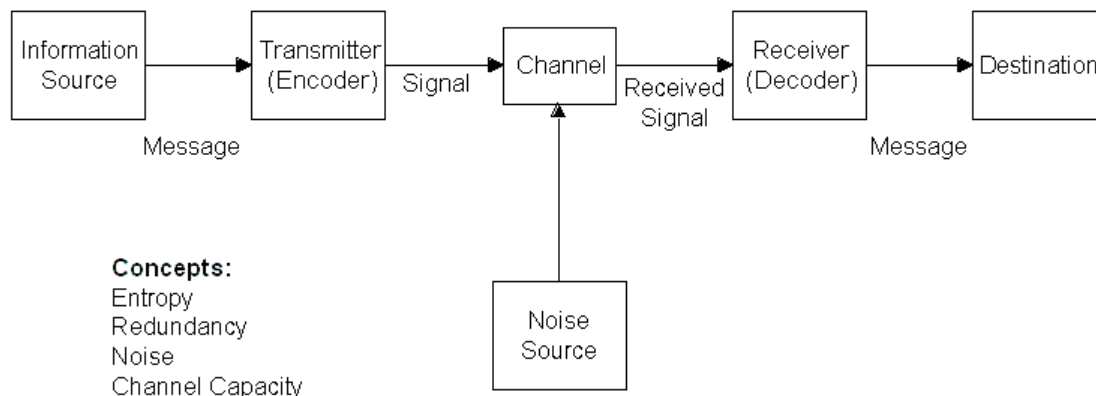 Information
Source
Transmitter
(Encoder)
Channel
Receiver
(Decoder)
Destination
Signal
Received
Signal
Message
Message
Concepts:
Entropy
Redundancy
Noise
Channel Capacity
Noise
Source